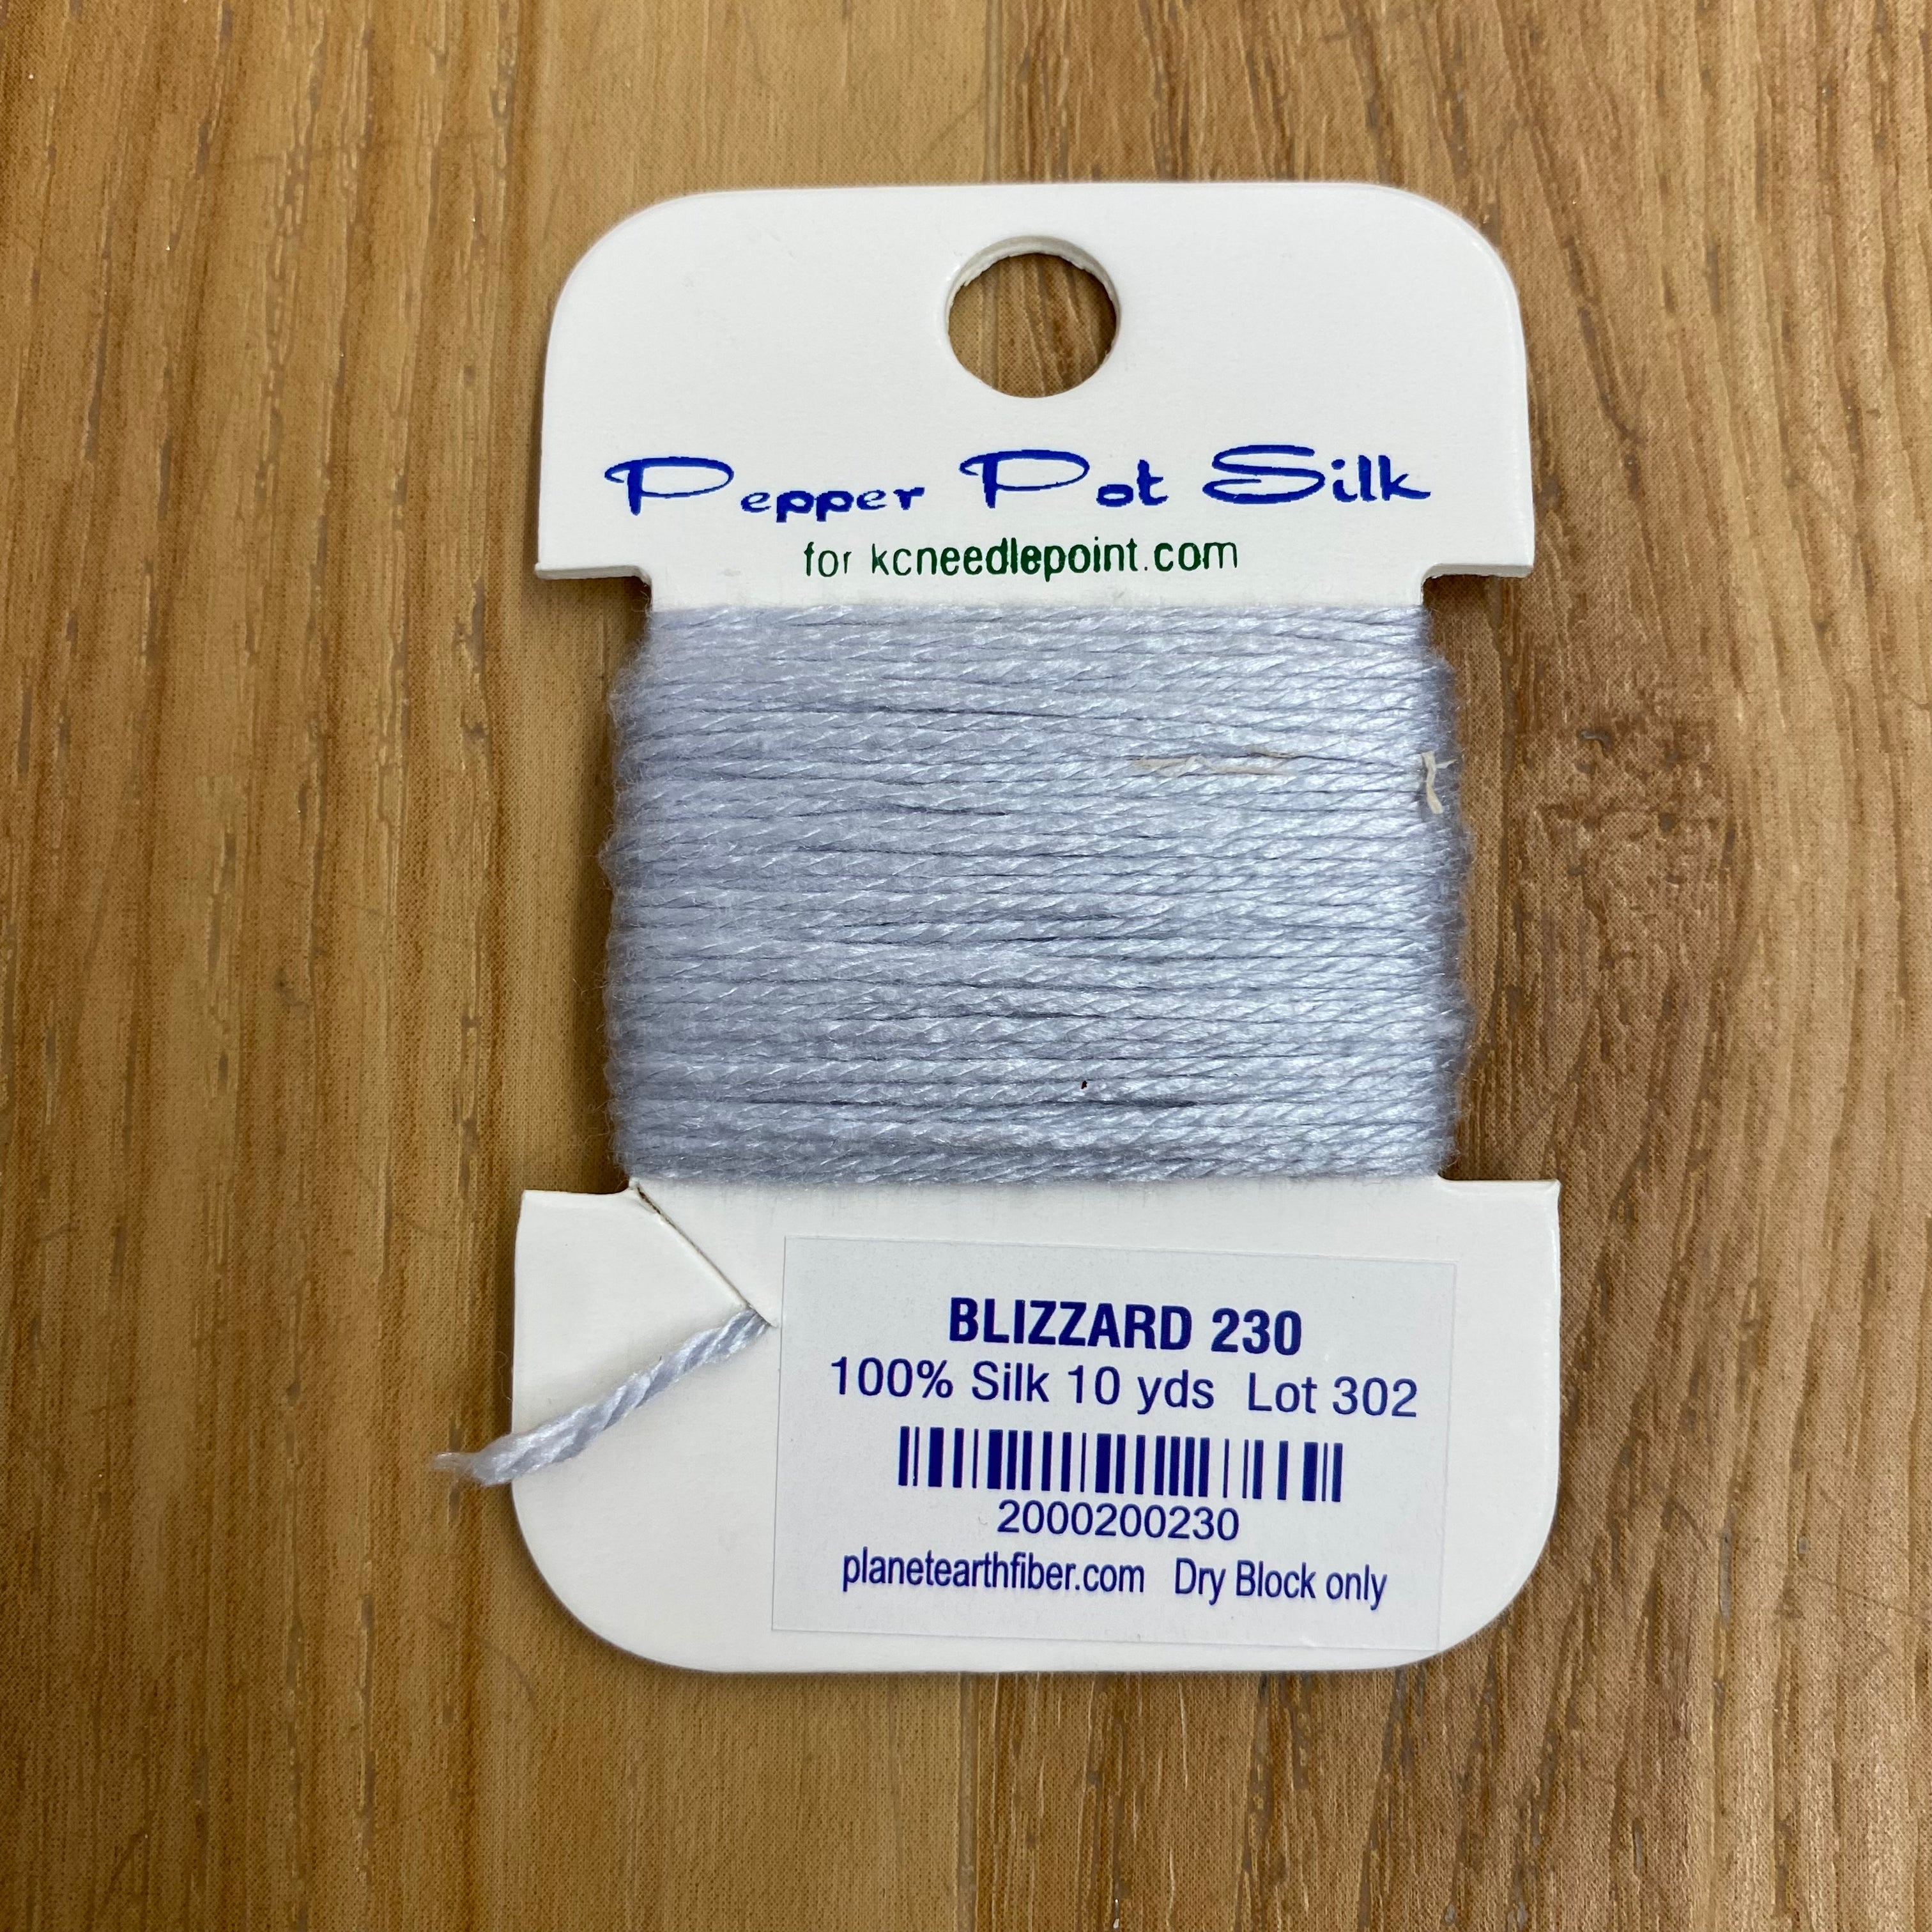 Pepper Pot Silk
for kcneedlepoint.com
BLIZZARD 230
100% Silk 10 yds Lot 302
2000200230
planetearthfiber.com Dry Block only